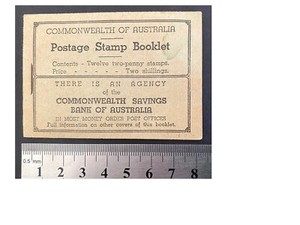 COMMONWEALTH OF AUSTRALIA
Postage Stamp Booklet
Contents - Twelve two-penny stamps.
Price - - - - - Two shillings.
THERE IS AN AGENCY
of the
COMMONWEALTH SAVINGS
BANK OF AUSTRALIA
IN MOST MONEY ORDER POST OFFICES
Full information on other covers of this booklet.
0.5 mm
1 2 3 4 5 6 7 8